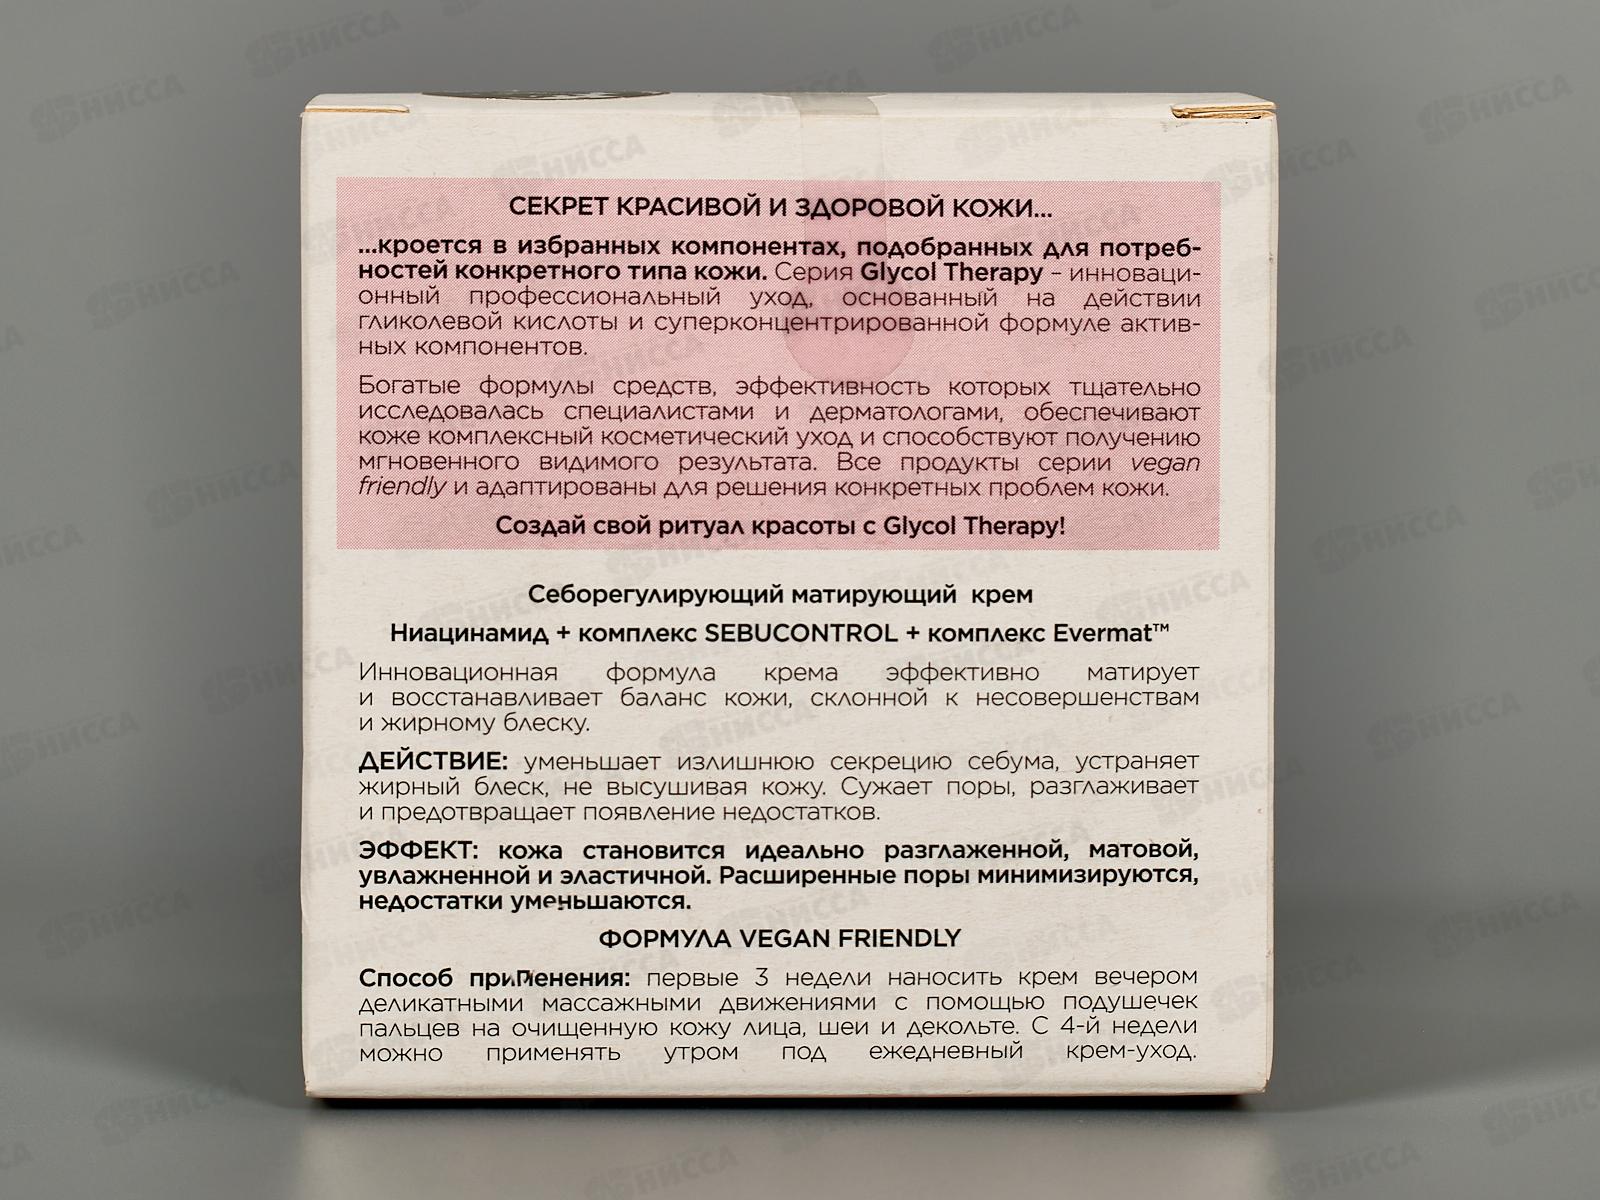 СЕКРЕТ КРАСИВОЙ И ЗДОРОВОЙ КОЖИ...
...кроется в избранных компонентах, подобранных для потреб-
ностей конкретного типа кожи. Серия Glycol Therapy – инноваци-
онный профессиональный уход, основанный на действии
гликолевой кислоты и суперконцентрированной формуле актив-
ных компонентов.
Богатые формулы средств, эффективность которых тщательно
исследовалась специалистами и дерматологами, обеспечивают
коже комплексный косметический уход и способствуют получению
мгновенного видимого результата. Все продукты серии vegan
friendly и адаптированы для решения конкретных проблем кожи.
Создай свой ритуал красоты с Glycol Therapy!
Себорегулирующий матирующий крем
Ниацинамид + комплекс SEBUCONTROL + комплекс Evermat™
Инновационная формула крема эффективно матирует
и восстанавливает баланс кожи, склонной к несовершенствам
и жирному блеску.
ДЕЙСТВИЕ: уменьшает излишнюю секрецию себума, устраняет
жирный блеск, не высушивая кожу. Сужает поры, разглаживает
и предотвращает появление недостатков.
ЭФФЕКТ: кожа становится идеально разглаженной, матовой,
увлажненной и эластичной. Расширенные поры минимизируются,
недостатки уменьшаются.
ФОРМУЛА VEGAN FRIENDLY
Способ применения: первые 3 недели наносить крем вечером
деликатными массажными движениями с помощью подушечек
пальцев на очищенную кожу лица, шеи и декольте. С 4-й недели
можно применять утром под ежедневный крем-уход.